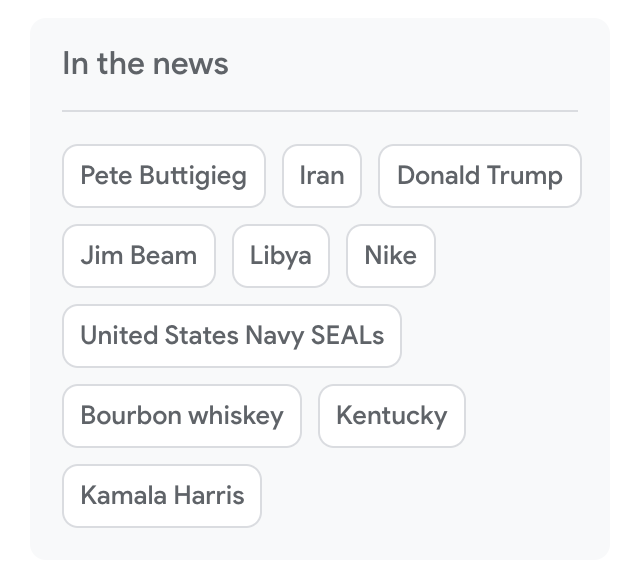 In the news
Pete Buttigieg Iran Donald Trump
Jim Beam Libya Nike
United States Navy SEALs
Bourbon whiskey Kentucky
Kamala Harris